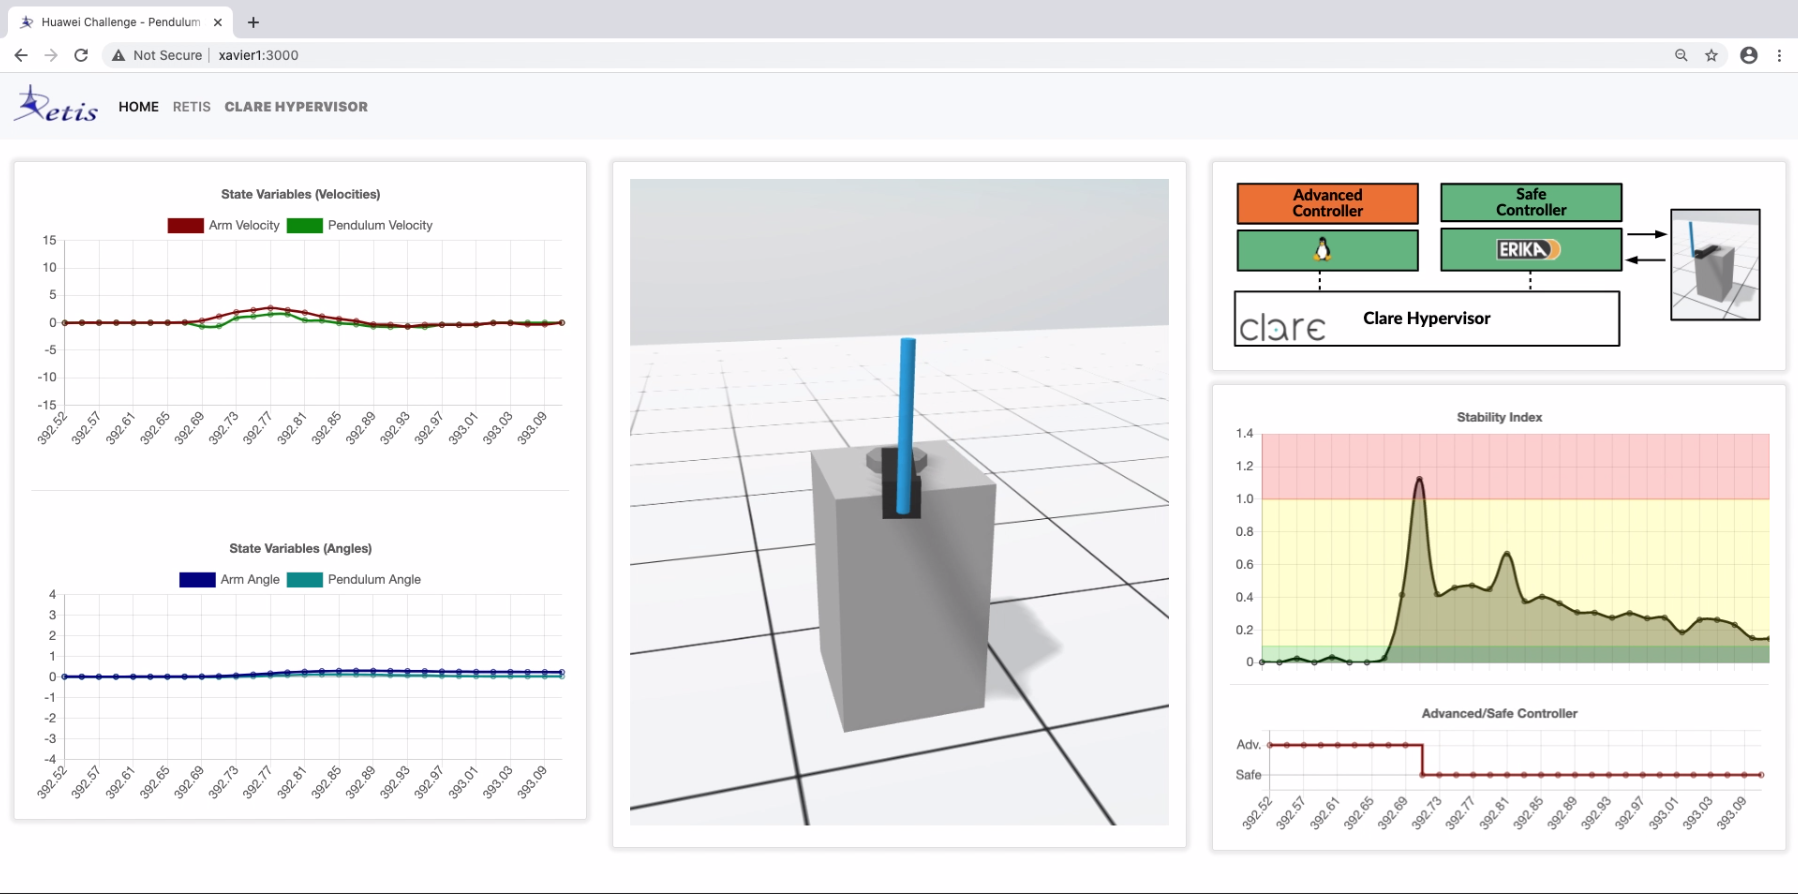 Huawei Challenge - Pendulum
Not Secure
xavier1:3000
Retis
HOME RETIS CLARE HYPERVISOR
State Variables (Velocities)
Arm Velocity Pendulum Velocity
15
10
5
0
-5
-10
-15
392.52 392.57 392.61 392.65 392.69 392.73 392.77 392.81 392.85 392.89 392.93 392.97 393.01 393.03 393.09
State Variables (Angles)
Arm Angle Pendulum Angle
4
3
2
1
0
-1
-2
-3
-4
392.52 392.57 392.61 392.65 392.69 392.73 392.77 392.81 392.85 392.89 392.93 392.97 393.01 393.03 393.09
Advanced
Controller
Safe
Controller
ERIKA
clare
Clare Hypervisor
Stability Index
1.4
1.2
1.0
0.8
0.6
0.4
0.2
0
Advanced/Safe Controller
Adv.
Safe
392.52 392.57 392.61 392.65 392.69 392.73 392.77 392.81 392.85 392.89 392.93 392.97 393.01 393.03 393.09